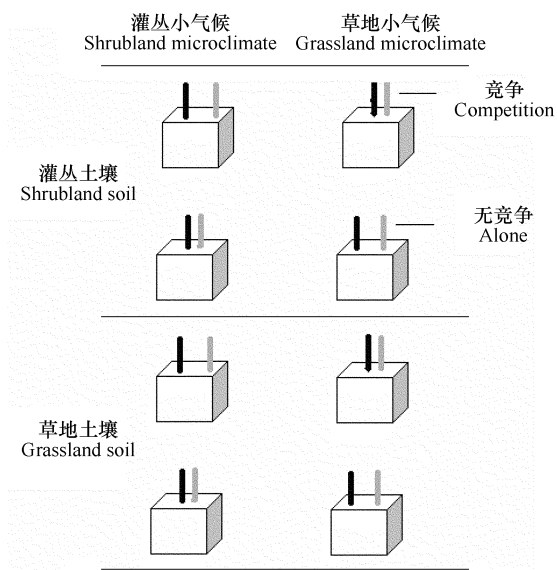 灌丛小气候
Shrubland microclimate
草地小气候
Grassland microclimate
竞争
Competition
灌丛土壤
Shrubland soil
无竞争
Alone
草地土壤
Grassland soil